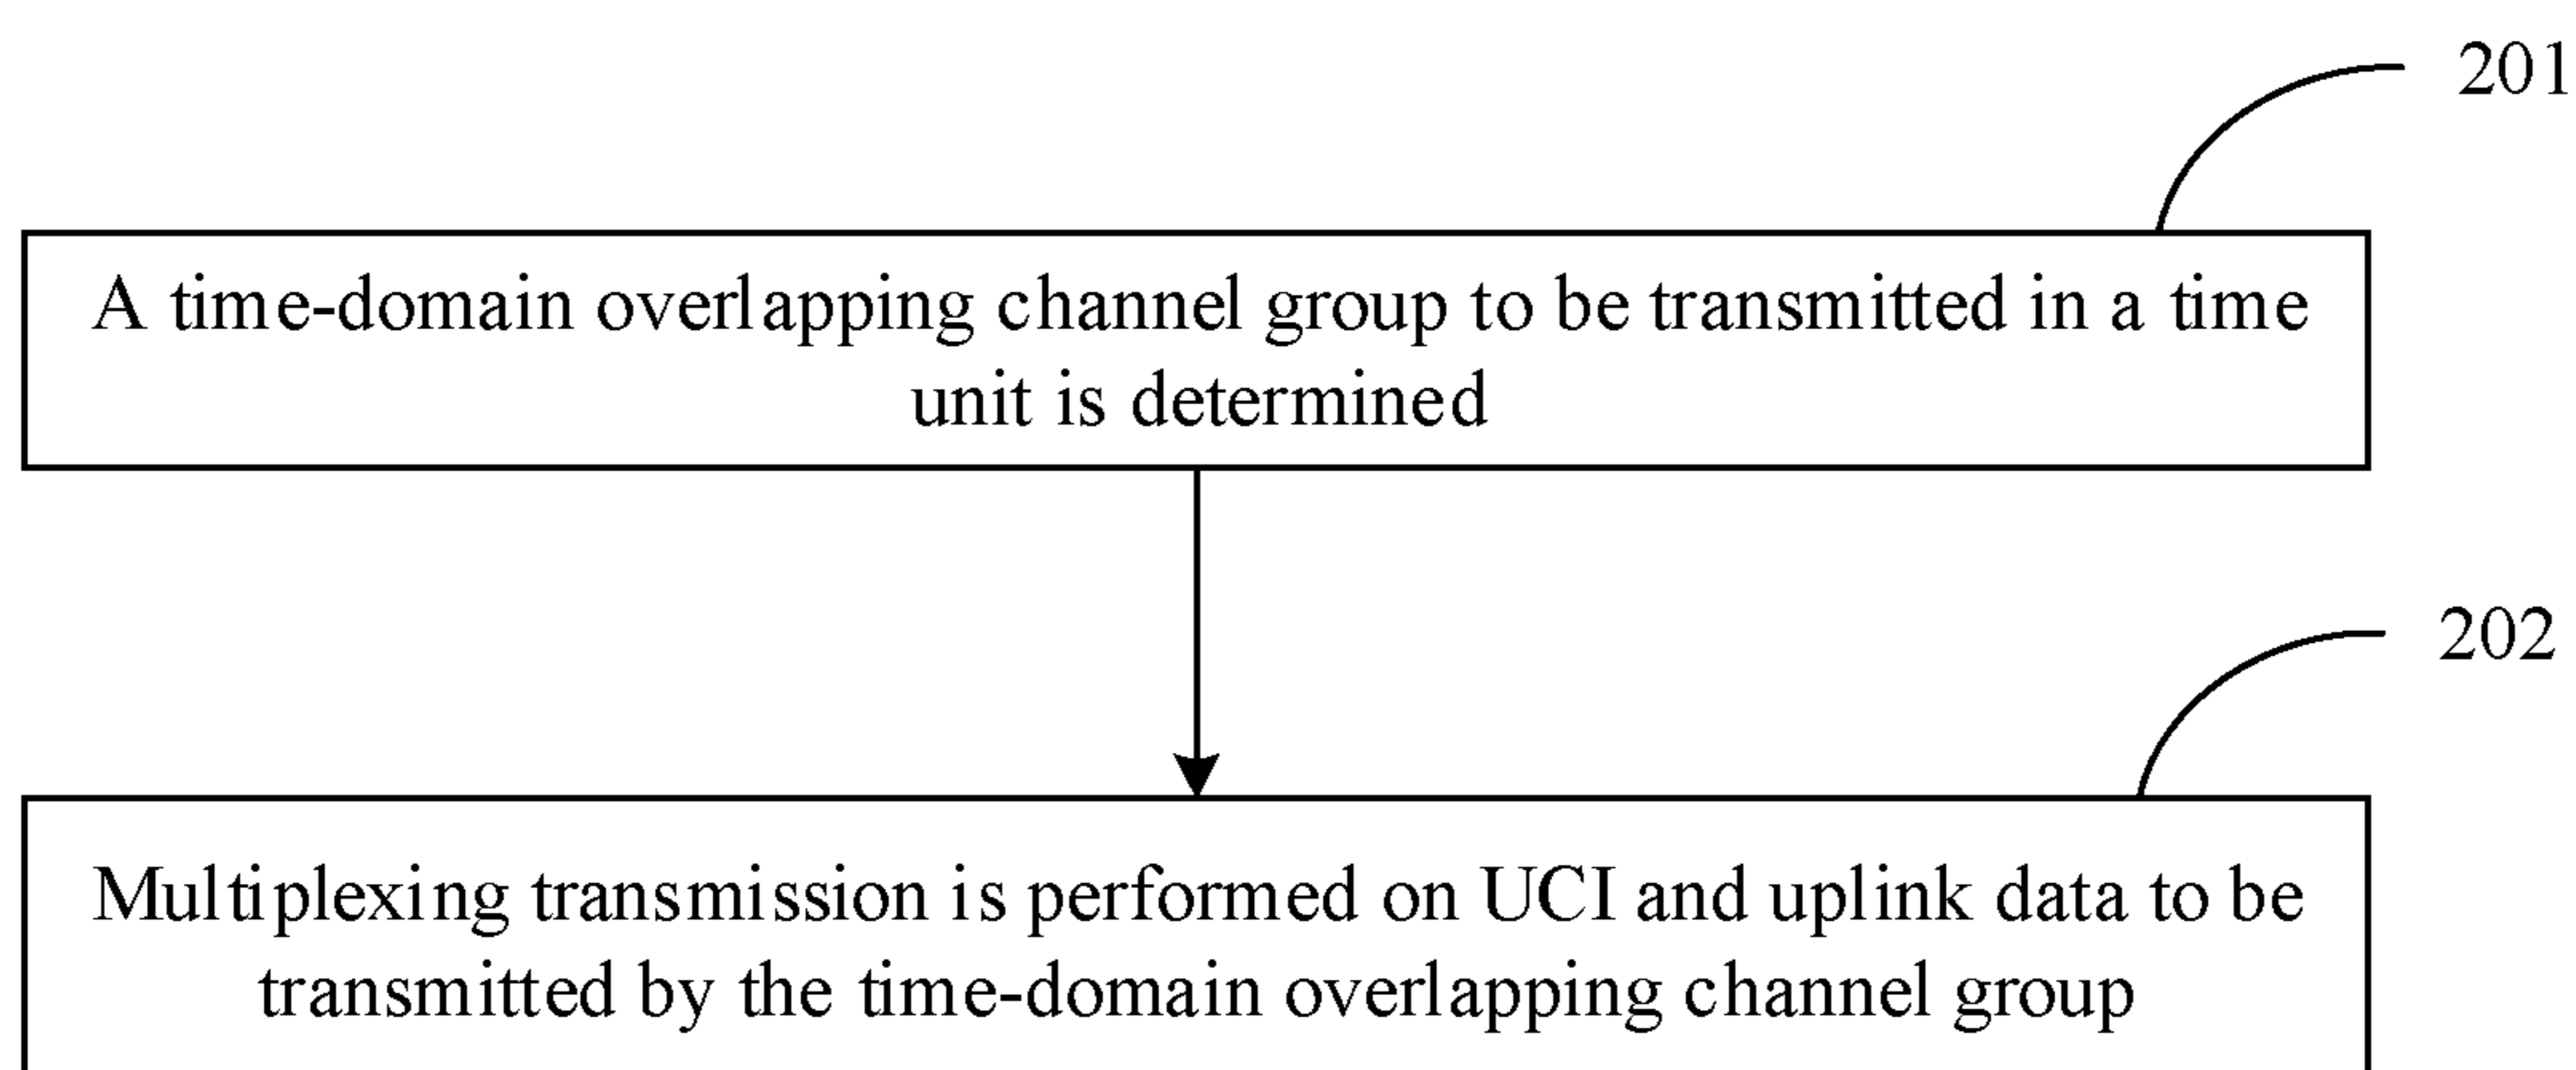 201
A time-domain overlapping channel group to be transmitted in a time
unit is determined
202
Multiplexing transmission is performed on UCI and uplink data to be
transmitted by the time-domain overlapping channel group